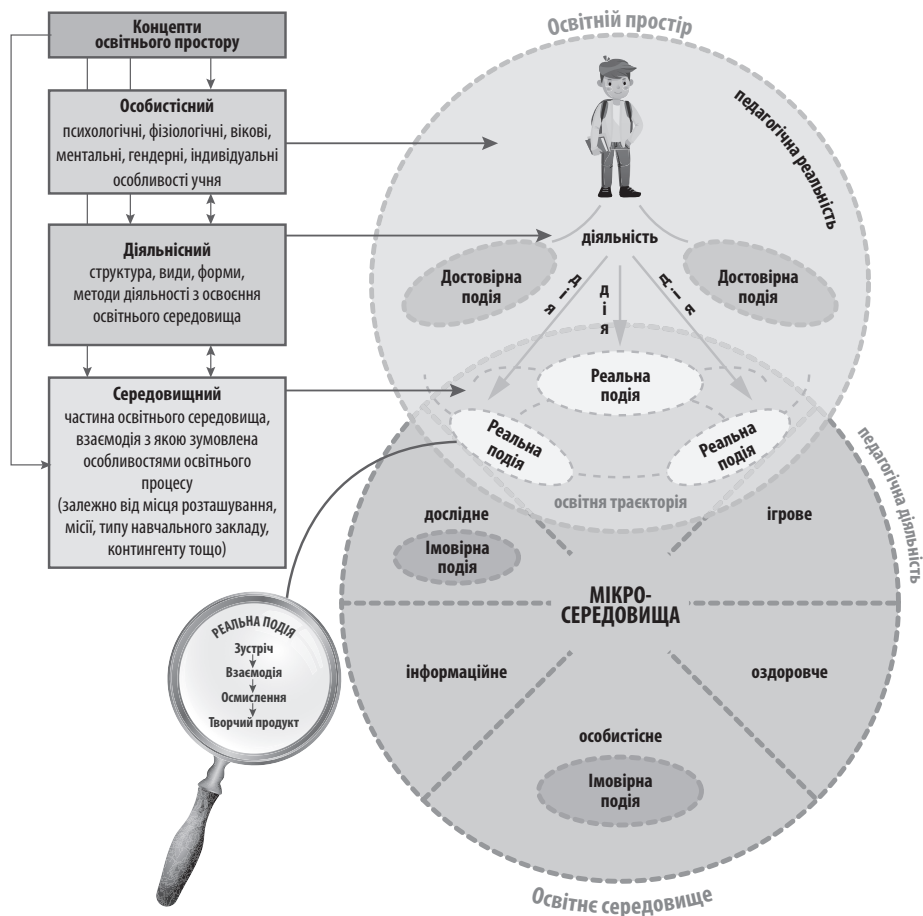 Концепти
освітнього простору
Особистісний
психологічні, фізіологічні, вікові,
ментальні, гендерні, індивідуальні
особливості учня
Діяльнісний
структура, види, форми,
методи діяльності з освоєння
освітнього середовища
Середовищний
частина освітнього середовища,
взаємодія з якою зумовлена
особливостями освітнього
процесу
(залежно від місця розташування,
місії, типу навчального закладу,
контингенту тощо)
РЕАЛЬНА ПОДІЯ
Зустріч
Взаємодія
Осмислення
Творчий продукт
Освітній простір
педагогічна реальність
діяльність
Достовірна
подія
Достовірна
подія
дія
дія
дія
Реальна
подія
Реальна
подія
Реальна
подія
освітня траєкторія
педагогічна діяльність
дослідне
Імовірна
подія
ігрове
МІКРО-
СЕРЕДОВИЩА
інформаційне
оздоровче
особистісне
Імовірна
подія
Освітнє середовище